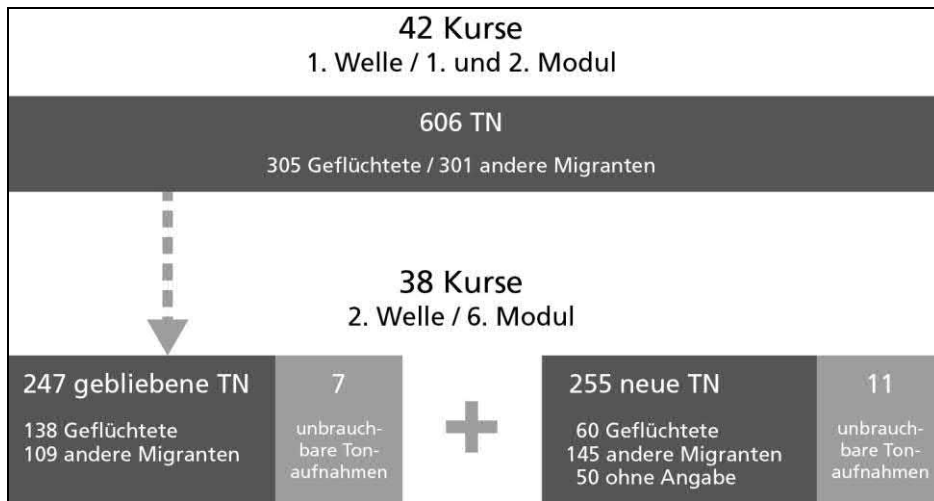 42 Kurse
1. Welle / 1. und 2. Modul
606 TN
305 Geflüchtete / 301 andere Migranten
38 Kurse
2. Welle / 6. Modul
247 gebliebene TN
138 Geflüchtete
109 andere Migranten
7
unbrauch-
bare Ton-
aufnahmen
+
255 neue TN
60 Geflüchtete
145 andere Migranten
50 ohne Angabe
11
unbrauch-
bare Ton-
aufnahmen